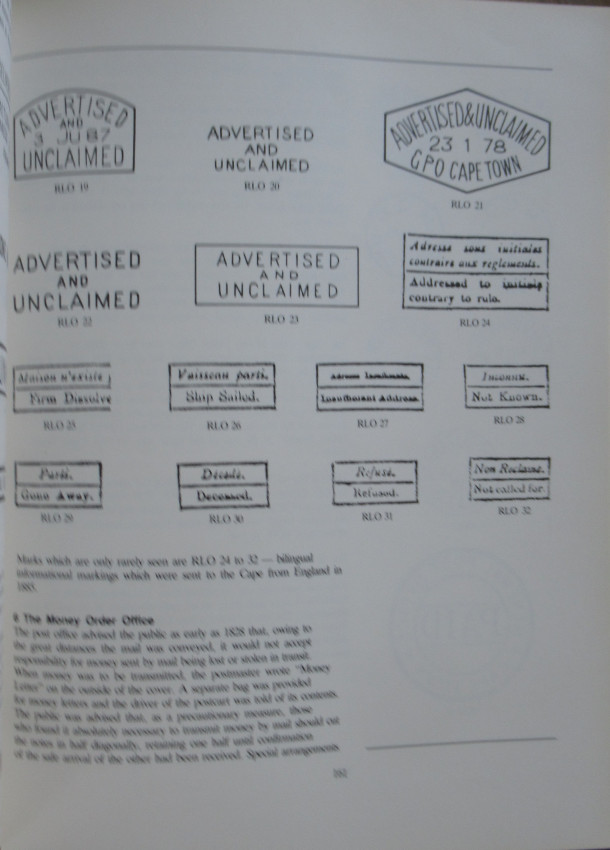 ADVERTISED
AND
3 JU 87
UNCLAIMED
RLO 19
ADVERTISED
AND
UNCLAIMED
RLO 20
ADVERTISED & UNCLAIMED
23 1 78
GPO CAPE TOWN
RLO 21
ADVERTISED
AND
UNCLAIMED
RLO 22
ADVERTISED
AND
UNCLAIMED
RLO 23
Adresse sous initiales
contraire aux reglements.
Addressed to initials
contrary to rule.
RLO 24
Maison n'existe
Firm Dissolve
RLO 25
Vaisseau parti.
Ship Sailed.
RLO 26
Insufficient Address.
RLO 27
Inconnu.
Not Known.
RLO 28
Parti.
Gone Away.
RLO 29
Décédé.
Deceased.
RLO 30
Refusé.
Refused.
RLO 31
Non Reclamé.
Not called for.
RLO 32
Marks which are only rarely seen are RLO 24 to 32 — bilingual
informational markings which were sent to the Cape from England in
1885.
8 The Money Order Office
The post office advised the public as early as 1828 that, owing to
the great distances the mail was conveyed, it would not accept
responsibility for money sent by mail being lost or stolen in transit.
When money was to be transmitted, the postmaster wrote "Money
Letter" on the outside of the cover. A separate bag was provided
for money letters and the driver of the postcart was told of its contents.
The public was advised that, as a precautionary measure, those
who found it absolutely necessary to transmit money by mail should cut
the notes in half diagonally, retaining one half until confirmation
of the safe arrival of the other had been received. Special arrangements